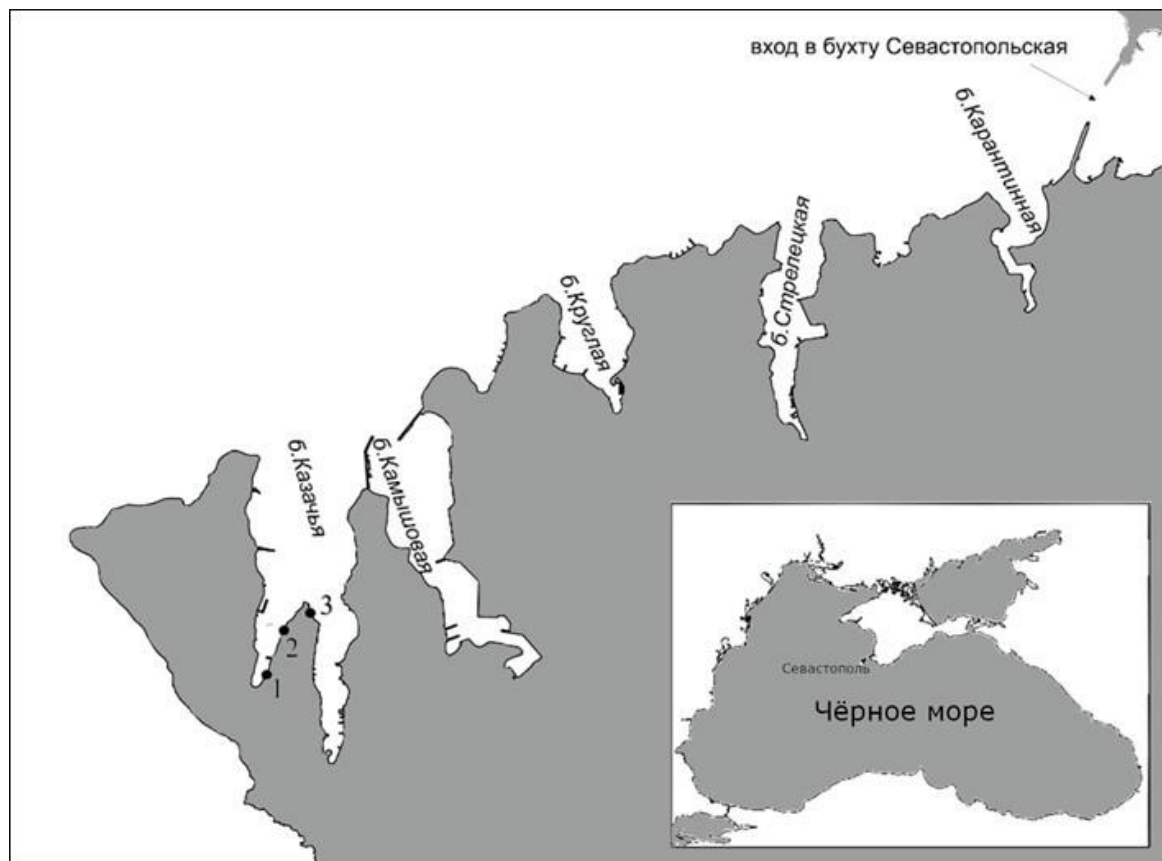 вход в бухту Севастопольская
б.Карантинная
б.Стрелецкая
б.Круглая
б.Камышовая
б.Казачья
3
2
1
Севастополь
Чёрное море